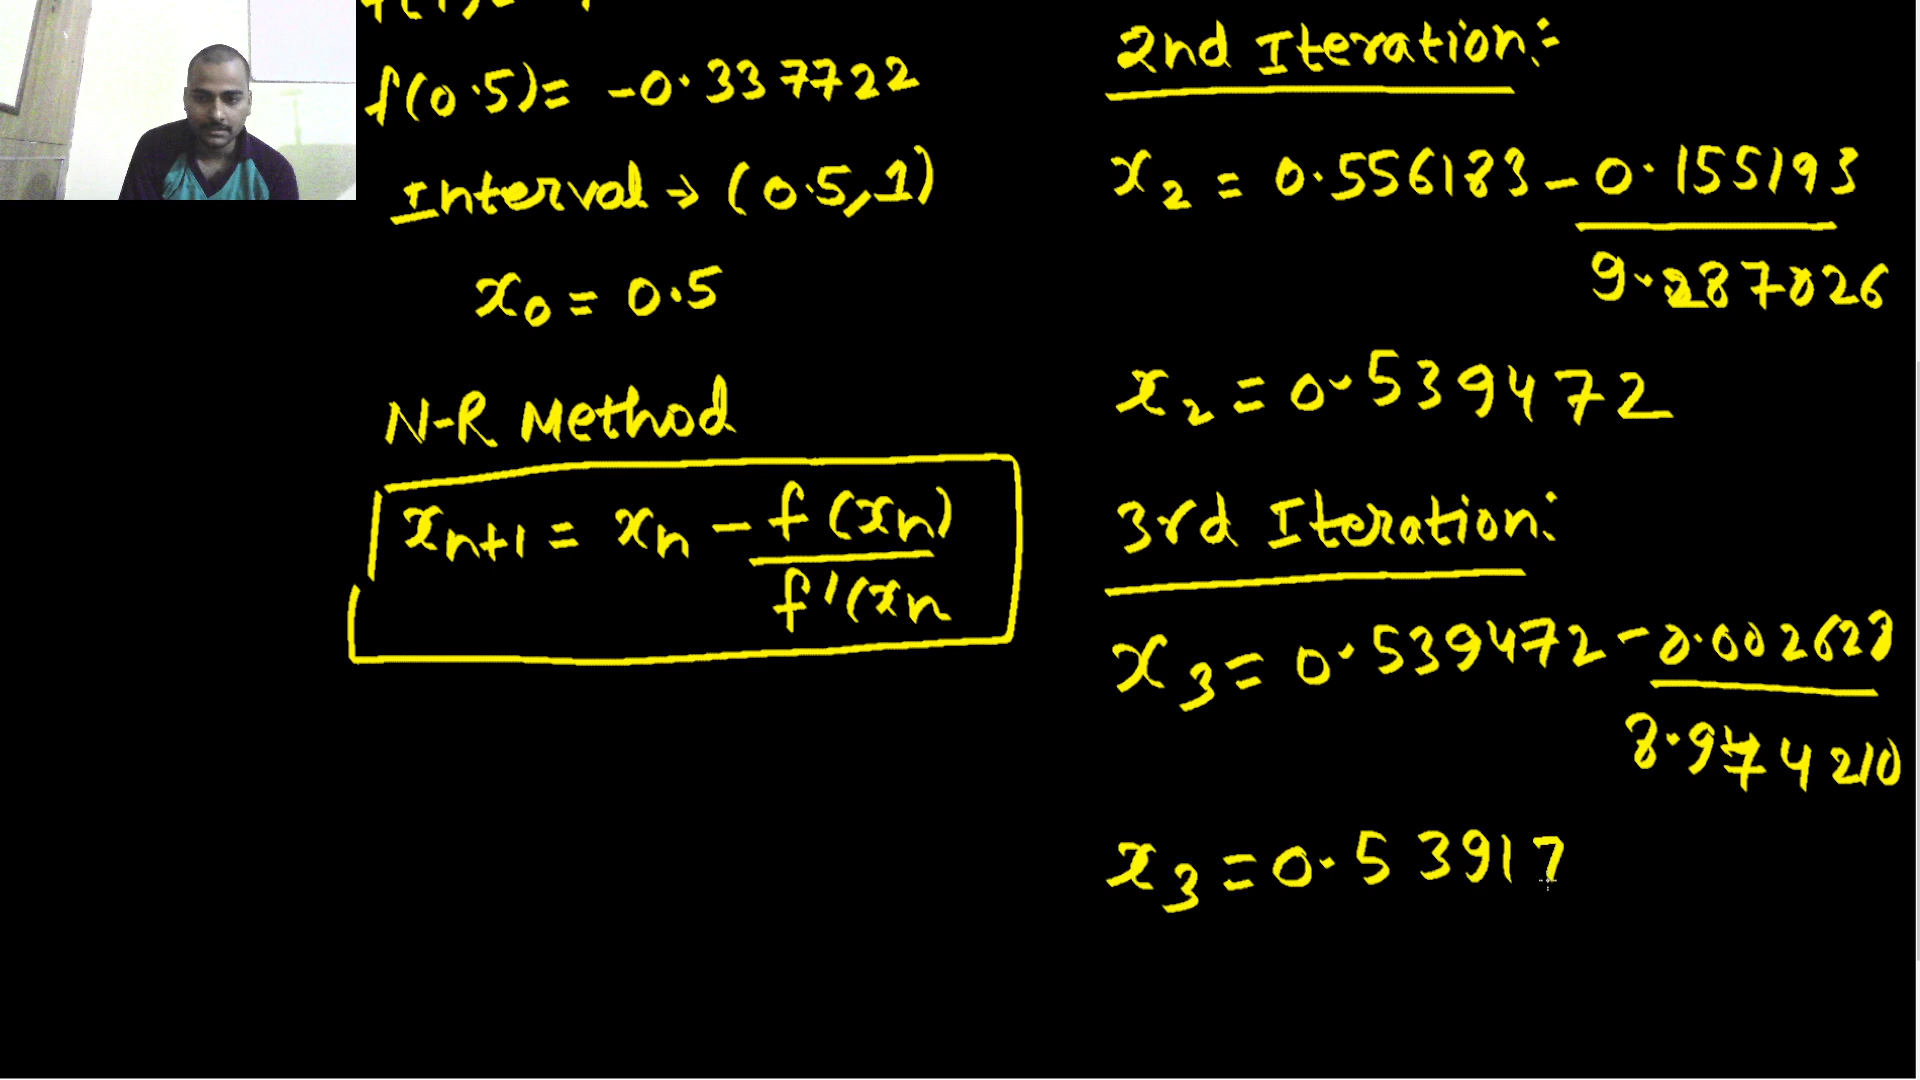 f(0.5)= -0.337722
Interval → (0.5,1)
x0 = 0.5
N-R Method
xn+1 = xn - f(xn)
f'(xn
2nd Iteration:-
x2 = 0.556183 - 0.155193
9.287026
x2 = 0.539472
3rd Iteration:
x3 = 0.539472 - 0.002628
8.974210
x3 = 0.53917